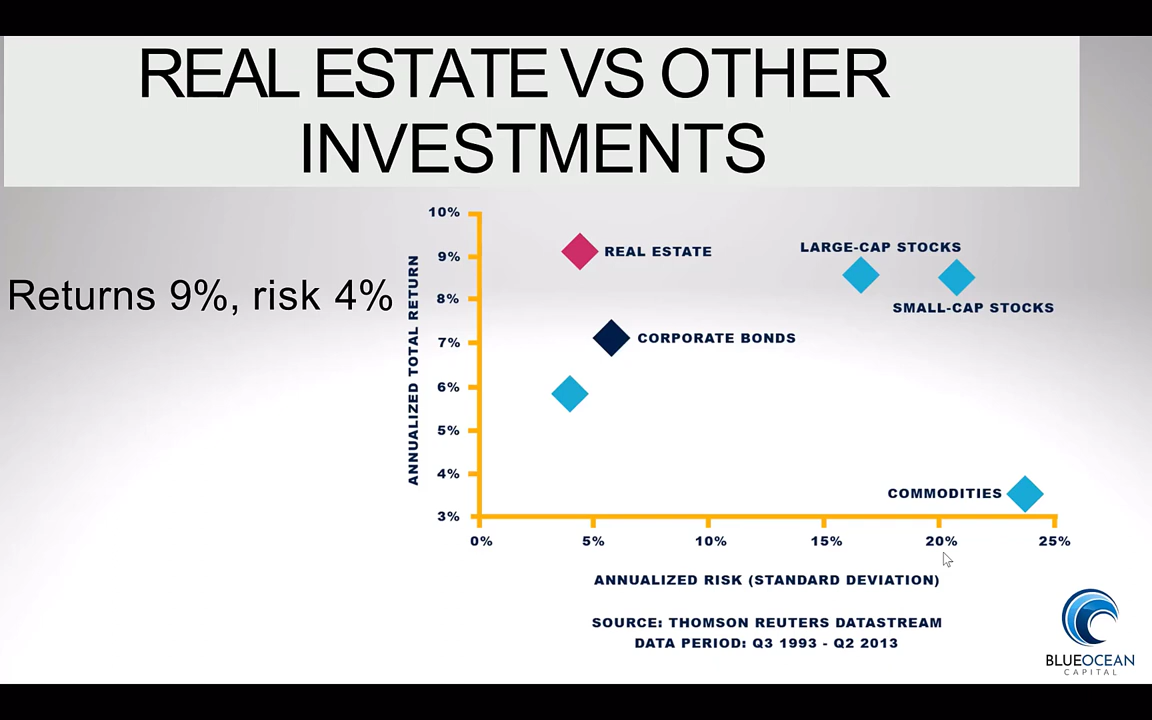 REAL ESTATE VS OTHER
INVESTMENTS
Returns 9%, risk 4%
ANNUALIZED TOTAL RETURN
10%
9%
8%
7%
6%
5%
4%
3%
REAL ESTATE
LARGE-CAP STOCKS
SMALL-CAP STOCKS
CORPORATE BONDS
COMMODITIES
0%
5%
10%
15%
20%
25%
ANNUALIZED RISK (STANDARD DEVIATION)
SOURCE: THOMSON REUTERS DATASTREAM
DATA PERIOD: Q3 1993 - Q2 2013
BLUEOCEAN
CAPITAL